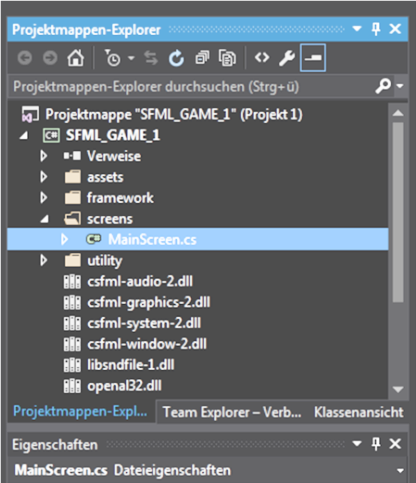 Projektmappen-Explorer
Projektmappen-Explorer durchsuchen (Strg+ü)
Projektmappe "SFML_GAME_1" (Projekt 1)
C# SFML_GAME_1
Verweise
assets
framework
screens
C# MainScreen.cs
utility
csfml-audio-2.dll
csfml-graphics-2.dll
csfml-system-2.dll
csfml-window-2.dll
libsndfile-1.dll
openal32.dll
Projektmappen-Expl... Team Explorer – Verb... Klassenansicht
Eigenschaften
MainScreen.cs Dateieigenschaften